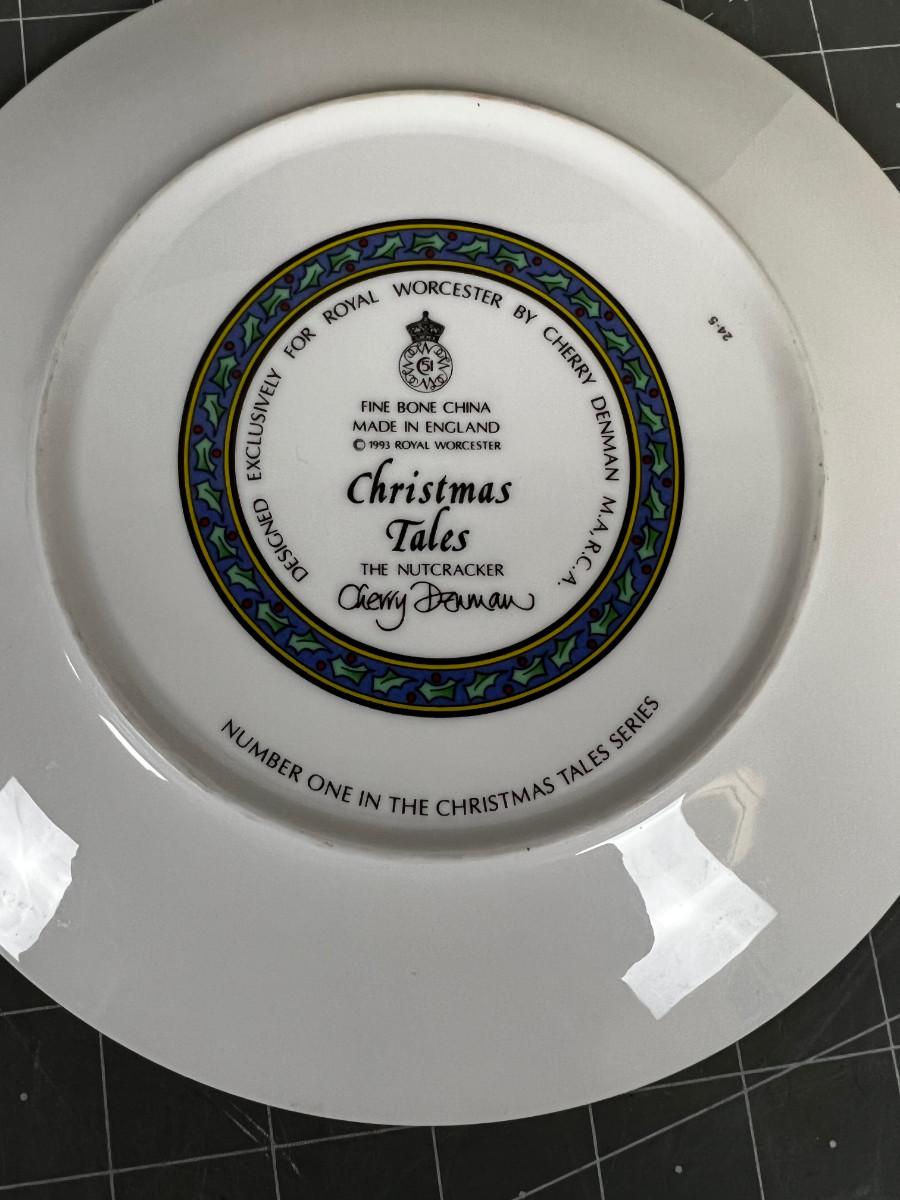 DESIGNED EXCLUSIVELY FOR ROYAL WORCESTER BY CHERRY DENMAN M.A,R.C.A.
51
FINE BONE CHINA
MADE IN ENGLAND
© 1993 ROYAL WORCESTER
Christmas
Tales
THE NUTCRACKER
Cherry Denman
NUMBER ONE IN THE CHRISTMAS TALES SERIES
24·5